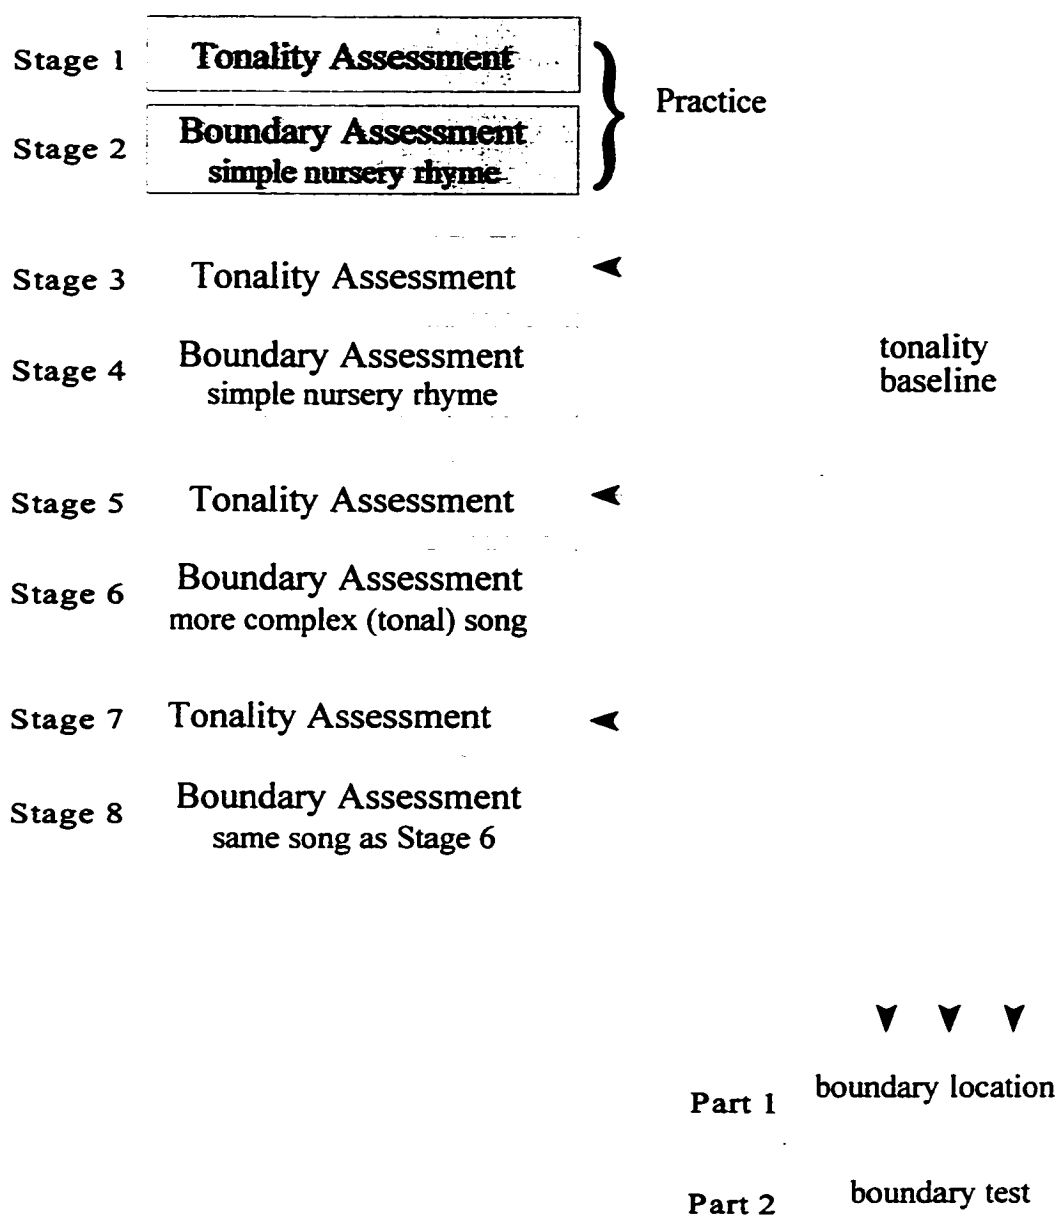 Stage 1 Tonality Assessment
Practice
Stage 2 Boundary Assessment
simple nursery rhyme
Stage 3 Tonality Assessment
Stage 4 Boundary Assessment
simple nursery rhyme
tonality
baseline
Stage 5 Tonality Assessment
Stage 6 Boundary Assessment
more complex (tonal) song
Stage 7 Tonality Assessment
Stage 8 Boundary Assessment
same song as Stage 6
Part 1 boundary location
Part 2 boundary test